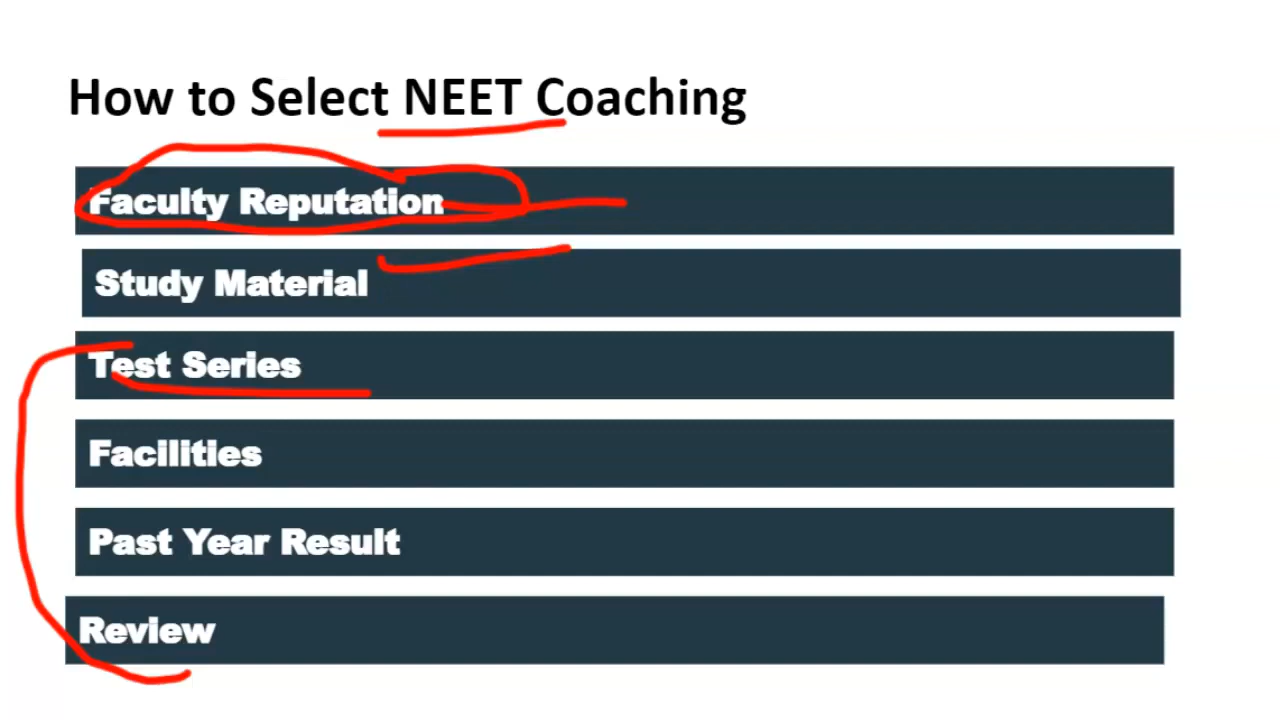 How to Select NEET Coaching
Faculty Reputation
Study Material
Test Series
Facilities
Past Year Result
Review